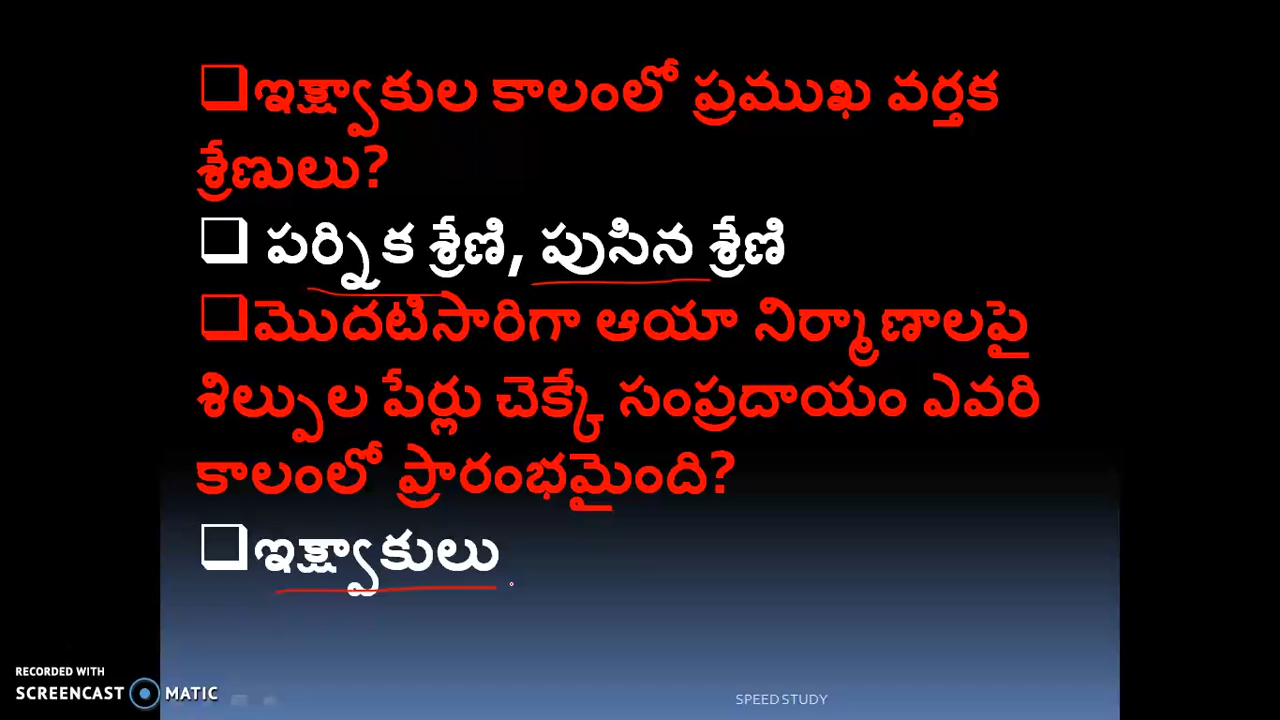 ❑ఇక్ష్వాకుల కాలంలో ప్రముఖ వర్తక
శ్రేణులు?
❑ పర్నిక శ్రేణి, పుసిన శ్రేణి
❑మొదటిసారిగా ఆయా నిర్మాణాలపై
శిల్పుల పేర్లు చెక్కే సంప్రదాయం ఎవరి
కాలంలో ప్రారంభమైంది?
❑ఇక్ష్వాకులు
RECORDED WITH
SCREENCAST MATIC
SPEED STUDY